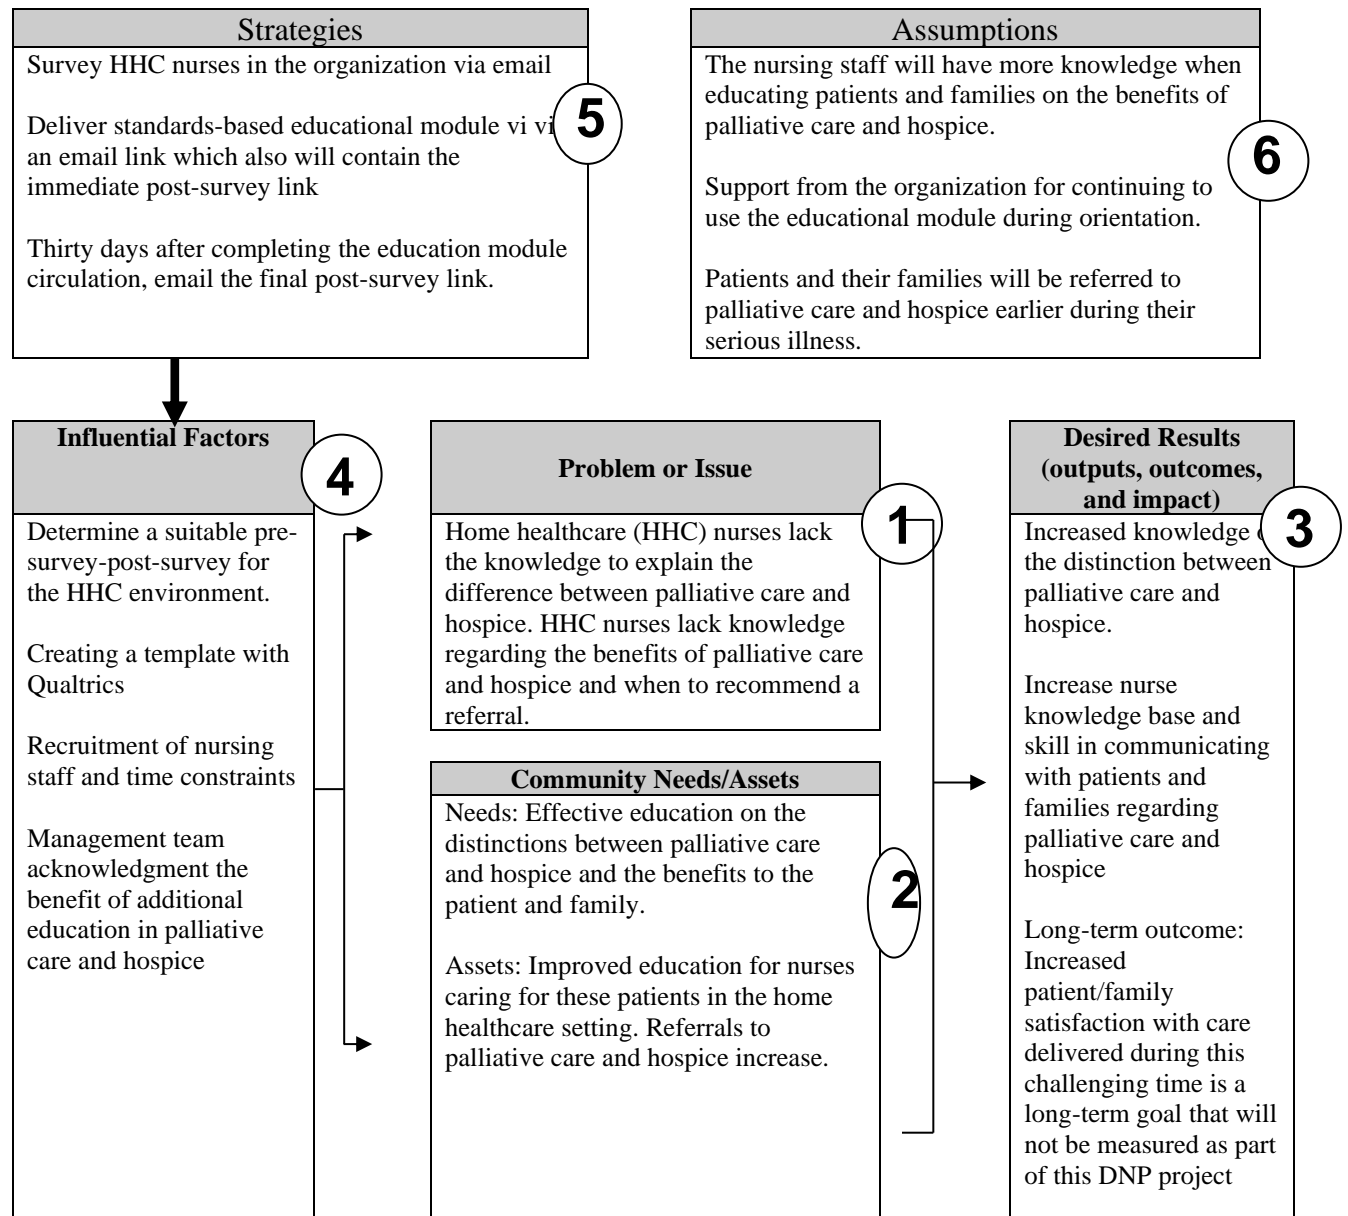 Strategies
Survey HHC nurses in the organization via email
Deliver standards-based educational module vi vi
an email link which also will contain the
immediate post-survey link
Thirty days after completing the education module
circulation, email the final post-survey link.
5
Assumptions
The nursing staff will have more knowledge when
educating patients and families on the benefits of
palliative care and hospice.
Support from the organization for continuing to
use the educational module during orientation.
Patients and their families will be referred to
palliative care and hospice earlier during their
serious illness.
6
Influential Factors
4
Determine a suitable pre-
survey-post-survey for
the HHC environment.
Creating a template with
Qualtrics
Recruitment of nursing
staff and time constraints
Management team
acknowledgment the
benefit of additional
education in palliative
care and hospice
Problem or Issue
1
Home healthcare (HHC) nurses lack
the knowledge to explain the
difference between palliative care and
hospice. HHC nurses lack knowledge
regarding the benefits of palliative care
and hospice and when to recommend a
referral.
Community Needs/Assets
Needs: Effective education on the
distinctions between palliative care
and hospice and the benefits to the
patient and family.
2
Assets: Improved education for nurses
caring for these patients in the home
healthcare setting. Referrals to
palliative care and hospice increase.
Desired Results
(outputs, outcomes,
and impact)
3
Increased knowledge
the distinction between
palliative care and
hospice.
Increase nurse
knowledge base and
skill in communicating
with patients and
families regarding
palliative care and
hospice
Long-term outcome:
Increased
patient/family
satisfaction with care
delivered during this
challenging time is a
long-term goal that will
not be measured as part
of this DNP project